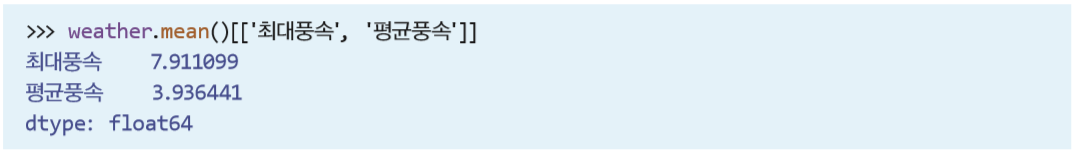 >>> weather.mean()[['최대풍속', '평균풍속']]
최대풍속    7.911099
평균풍속    3.936441
dtype: float64